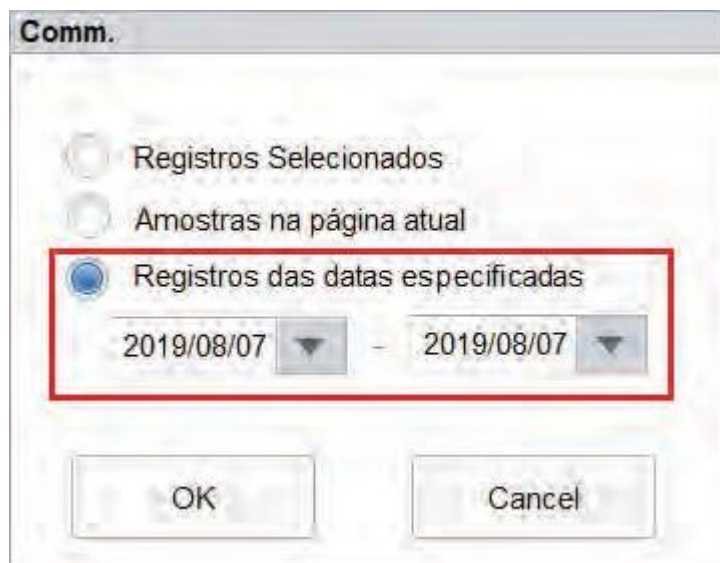 Comm.
Registros Selecionados
Amostras na página atual
Registros das datas especificadas
2019/08/07 - 2019/08/07
OK Cancel